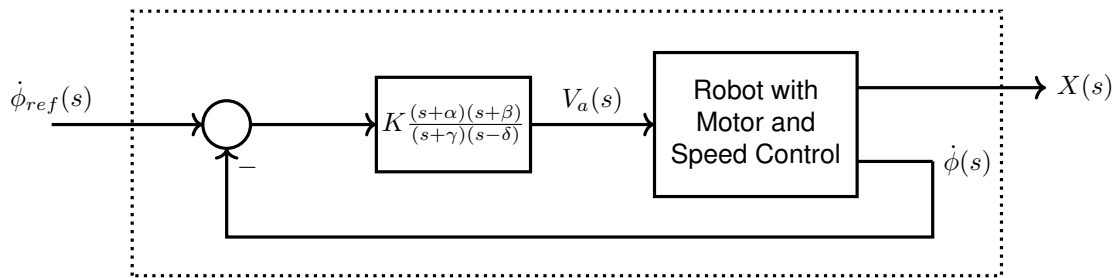 $\dot{\phi}_{ref}(s)$
−
$K\frac{(s+\alpha)(s+\beta)}{(s+\gamma)(s-\delta)}$
$V_a(s)$
Robot with
Motor and
Speed Control
$X(s)$
$\dot{\phi}(s)$